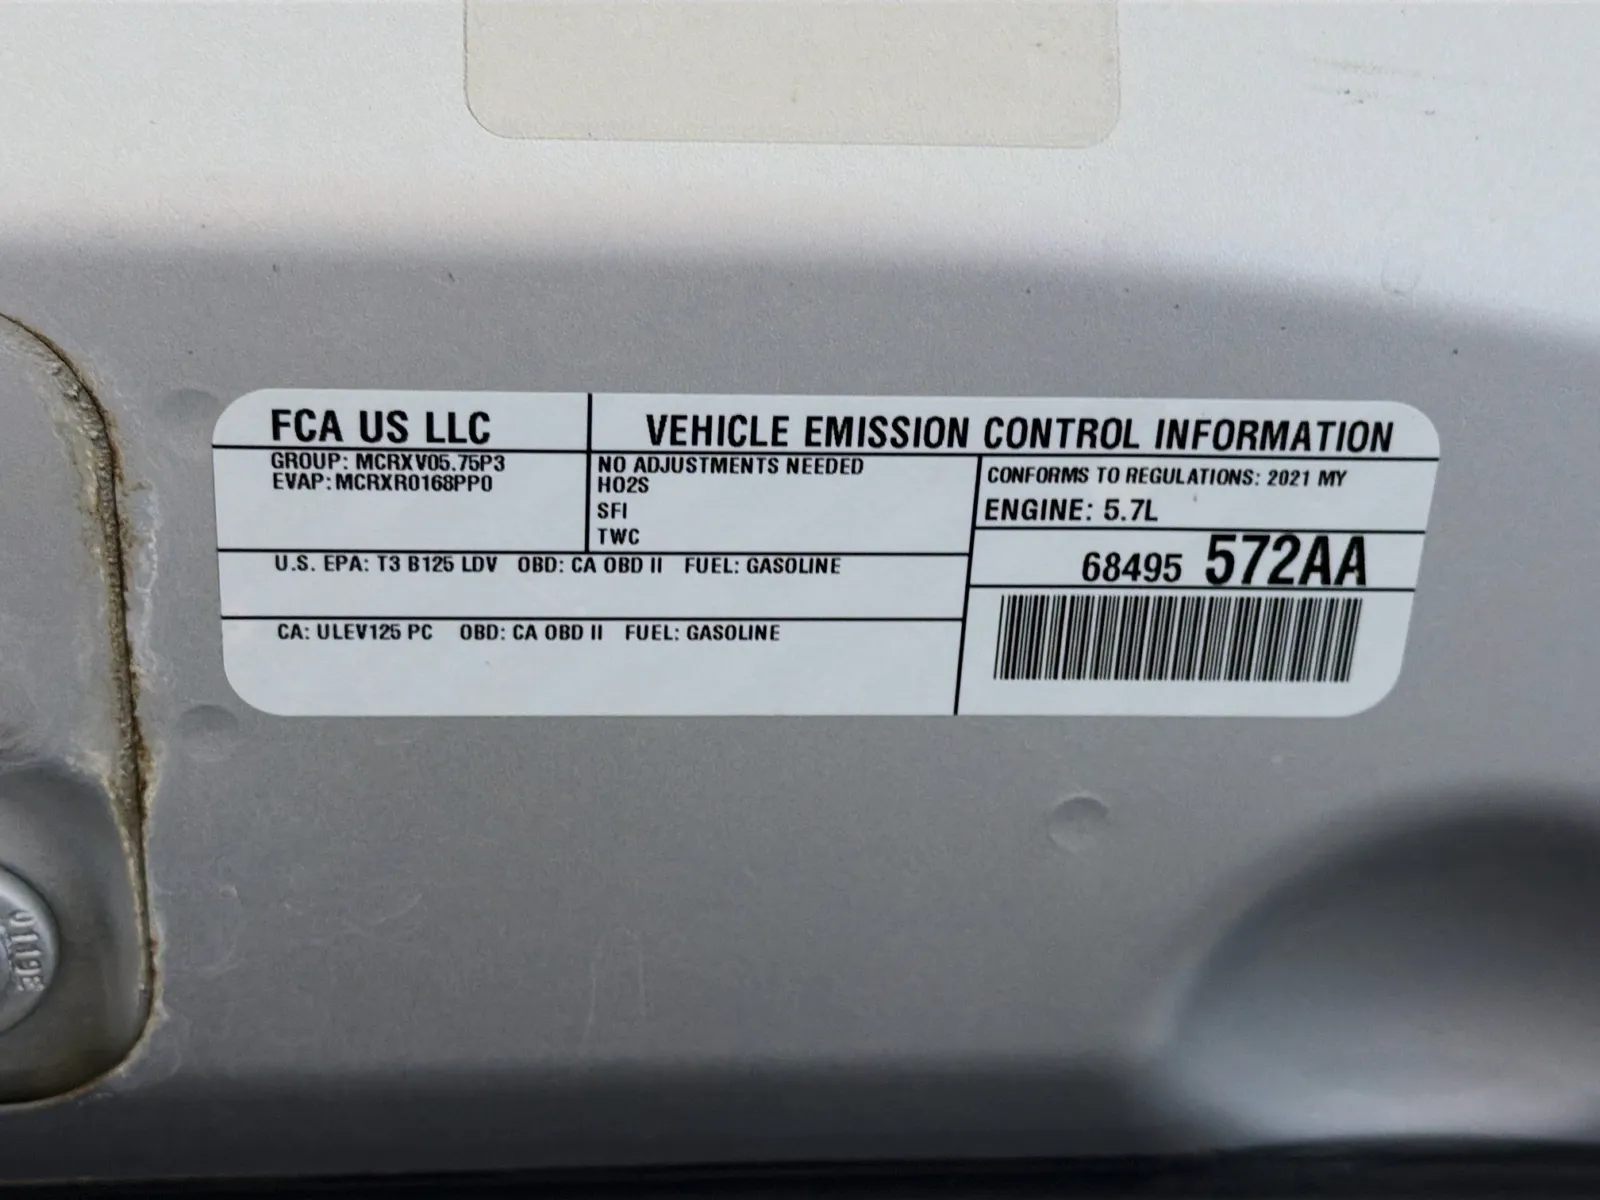 FCA US LLC
VEHICLE EMISSION CONTROL INFORMATION
GROUP: MCRXV05.75P3
EVAP: MCRXR0168PP0
NO ADJUSTMENTS NEEDED
HO2S
SFI
TWC
CONFORMS TO REGULATIONS: 2021 MY
ENGINE: 5.7L
68495 572AA
U.S. EPA: T3 B125 LDV OBD: CA OBD II FUEL: GASOLINE
CA: ULEV125 PC OBD: CA OBD II FUEL: GASOLINE